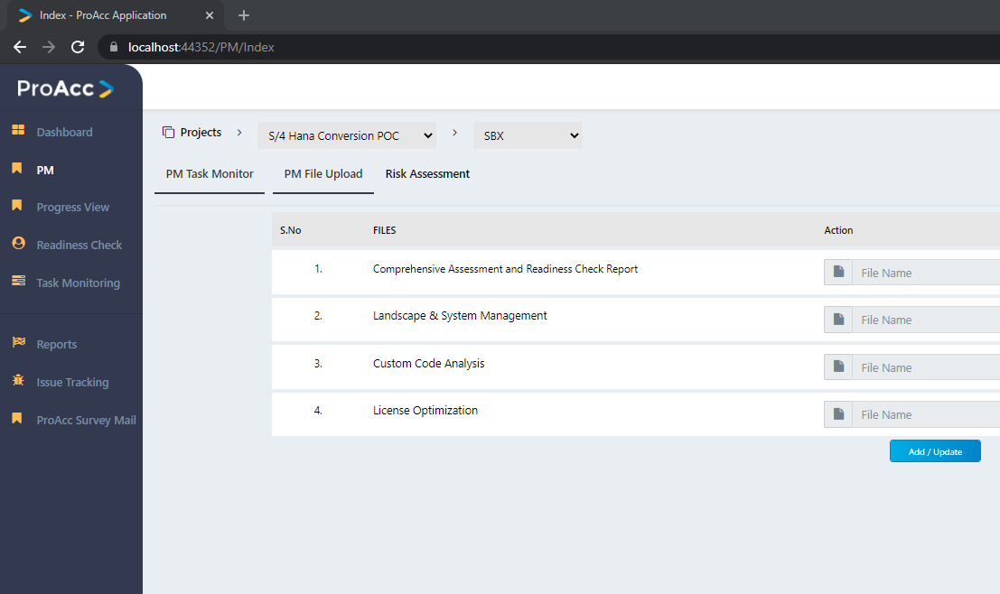 Index - ProAcc Application
localhost:44352/PM/Index
ProAcc
Dashboard
PM
Progress View
Readiness Check
Task Monitoring
Reports
Issue Tracking
ProAcc Survey Mail
Projects S/4 Hana Conversion POC SBX
PM Task Monitor PM File Upload Risk Assessment
S.No FILES Action
1. Comprehensive Assessment and Readiness Check Report File Name
2. Landscape & System Management File Name
3. Custom Code Analysis File Name
4. License Optimization File Name
Add / Update